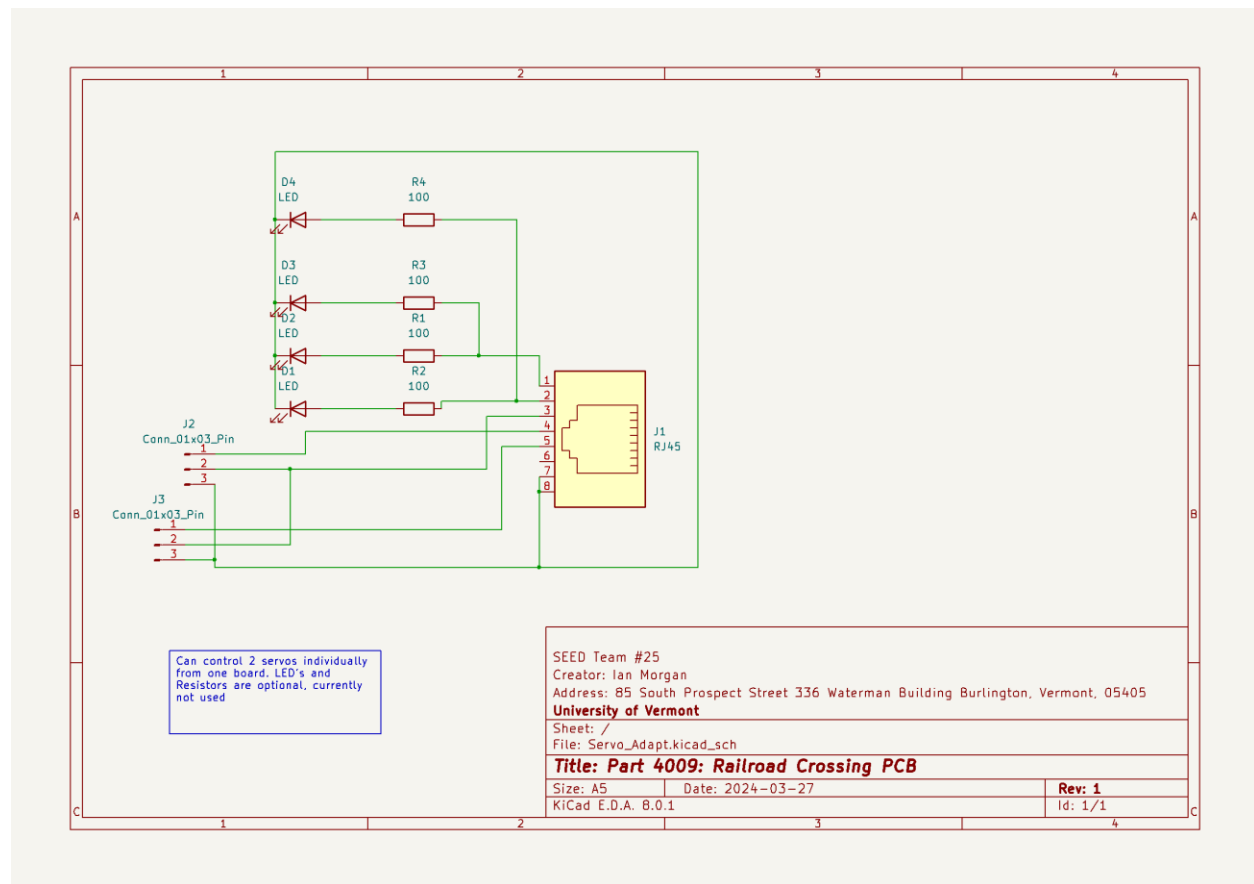 1 2 3 4
A A
D4 R4
LED 100
D3 R3
LED 100
D2 R1
LED 100
D1 R2
LED 100
1
2
3
4
5
6
7
8
J1
RJ45
J2
Conn_01x03_Pin
1
2
3
J3
Conn_01x03_Pin
1
2
3
B B
Can control 2 servos individually
from one board. LED's and
Resistors are optional, currently
not used
SEED Team #25
Creator: Ian Morgan
Address: 85 South Prospect Street 336 Waterman Building Burlington, Vermont, 05405
University of Vermont
Sheet: /
File: Servo_Adapt.kicad_sch
Title: Part 4009: Railroad Crossing PCB
Size: A5 Date: 2024-03-27 Rev: 1
KiCad E.D.A. 8.0.1 Id: 1/1
C C
1 2 3 4